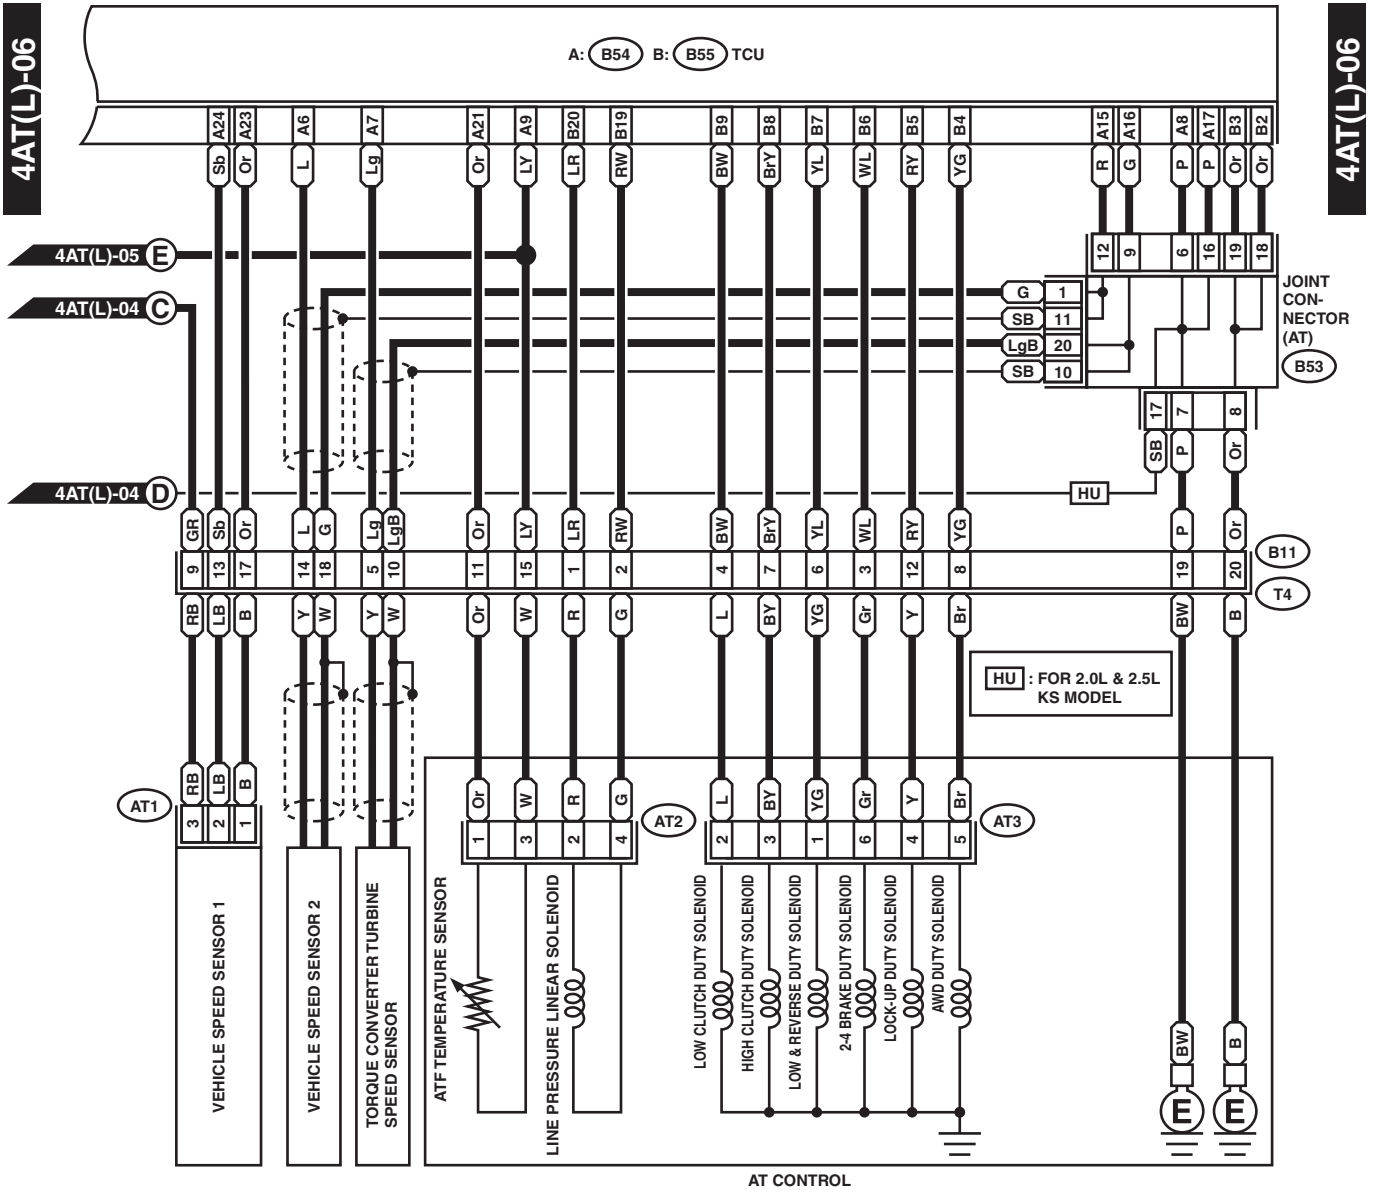 4AT(L)-06
4AT(L)-06
A: B54 B: B55 TCU
A24 A23 A6 A7 A21 A9 B20 B19 B9 B8 B7 B6 B5 B4 A15 A16 A8 A17 B3 B2
Sb Or L Lg Or LY LR RW BW BrY YL WL RY YG R G P P Or Or
4AT(L)-05 E
12 9 6 16 19 18
4AT(L)-04 C
G 1
SB 11
LgB 20
SB 10
JOINT
CON-
NECTOR
(AT)
B53
17 7 8
SB P Or
4AT(L)-04 D
HU
GR Sb Or L G Lg LgB Or LY LR RW BW BrY YL WL RY YG P Or
B11
9 13 17 14 18 5 10 11 15 1 2 4 7 6 3 12 8 19 20
T4
RB LB B Y W Y W Or W R G L BY YG Gr Y Br BW B
HU : FOR 2.0L & 2.5L
KS MODEL
RB LB B
AT1
3 2 1
Or W R G
AT2
1 3 2 4
L BY YG Gr Y Br
AT3
2 3 1 6 4 5
VEHICLE SPEED SENSOR 1
VEHICLE SPEED SENSOR 2
TORQUE CONVERTER TURBINE
SPEED SENSOR
ATF TEMPERATURE SENSOR
LINE PRESSURE LINEAR SOLENOID
LOW CLUTCH DUTY SOLENOID
HIGH CLUTCH DUTY SOLENOID
LOW & REVERSE DUTY SOLENOID
2-4 BRAKE DUTY SOLENOID
LOCK-UP DUTY SOLENOID
AWD DUTY SOLENOID
BW B
E E
AT CONTROL